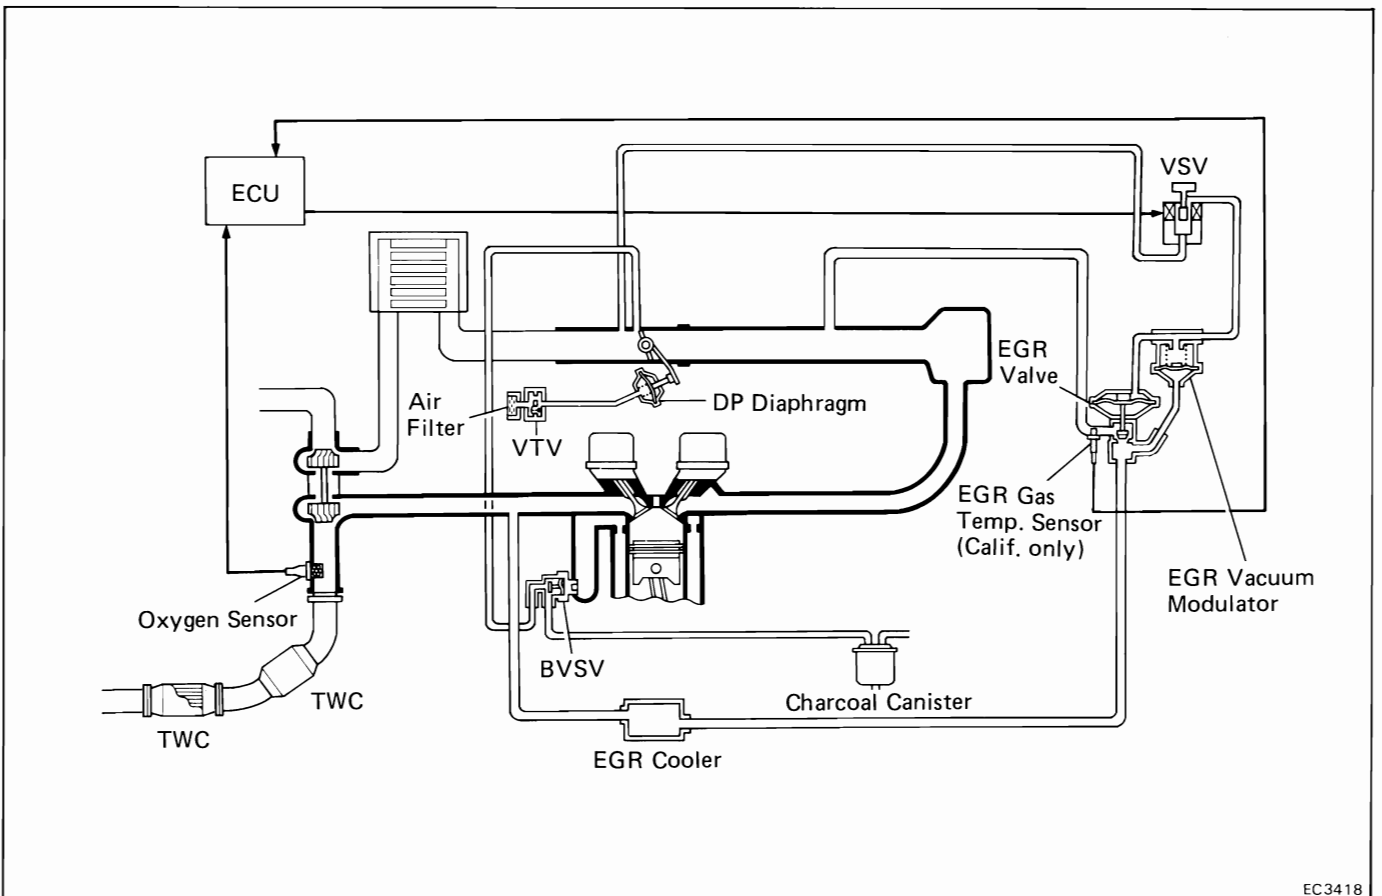 VSV
ECU
EGR
Valve
Air
Filter
DP Diaphragm
VTV
EGR Gas
Temp. Sensor
(Calif. only)
EGR Vacuum
Modulator
Oxygen Sensor
BVSV
TWC
Charcoal Canister
TWC
EGR Cooler
EC3418